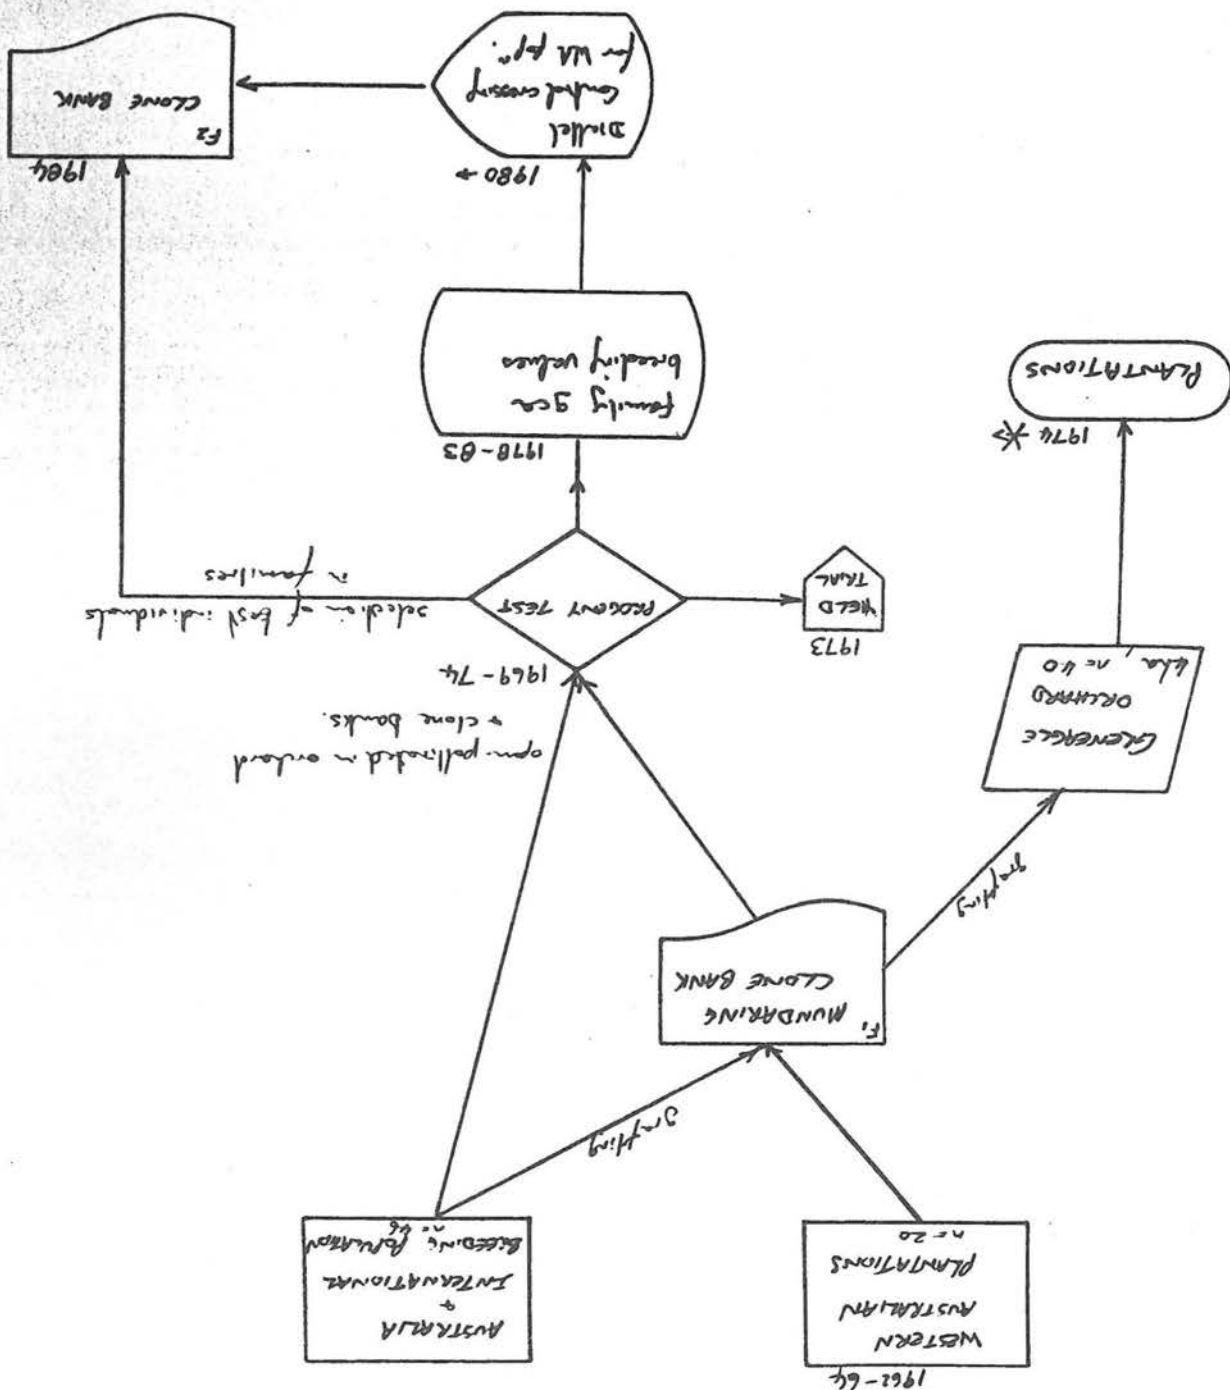 1962-64
WESTERN
AUSTRALIAN
PLANTATIONS
n=20
AUSTRALIA
+
INTERNATIONAL
BREEDING POPULATION
n=46
grafting
F1
MUNDARING
CLONE BANK
grafting
GLENEAGLE
ORCHARD
4ha, n=40
1974
PLANTATIONS
open-pollinated in orchard
+ clone banks.
1969-74
PROGENY TEST
1973
YIELD
TRIAL
selection of best individuals
in families
1978-83
Family gca
breeding values
1980→
Diallel
Control crossing
for WA popn.
1984
F2
CLONE BANK